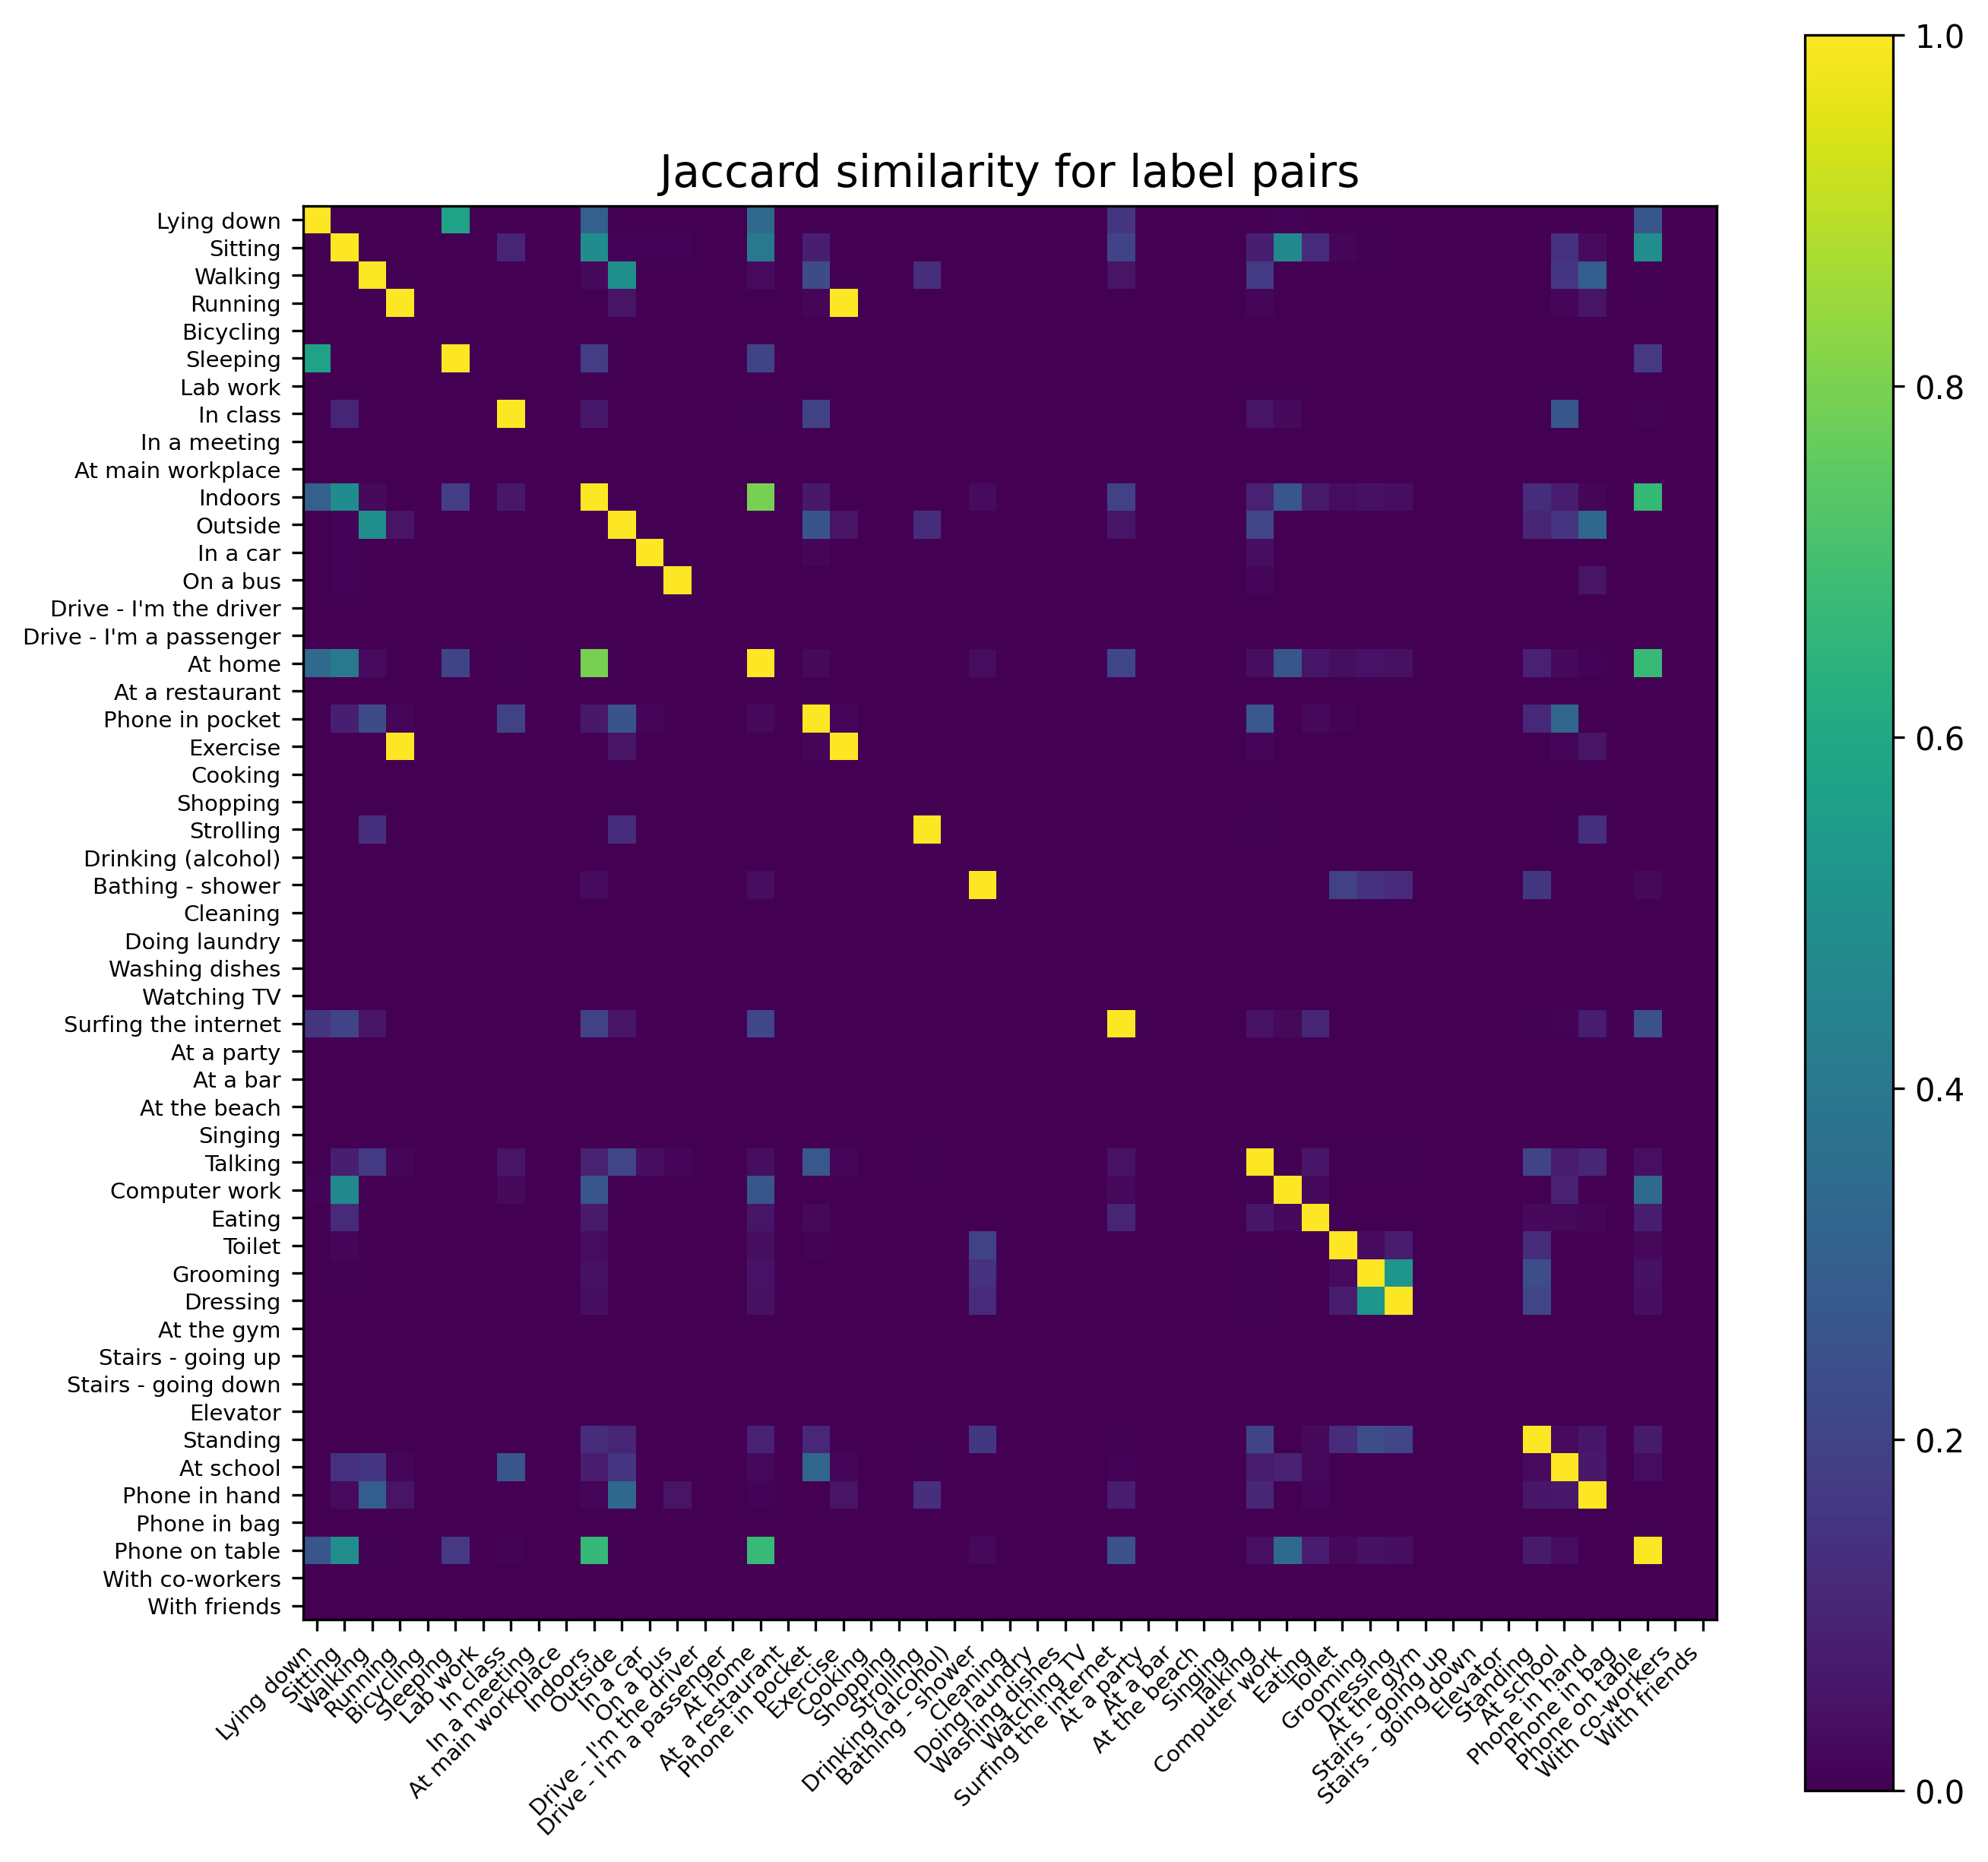 Jaccard similarity for label pairs
Lying down
Sitting
Walking
Running
Bicycling
Sleeping
Lab work
In class
In a meeting
At main workplace
Indoors
Outside
In a car
On a bus
Drive - I'm the driver
Drive - I'm a passenger
At home
At a restaurant
Phone in pocket
Exercise
Cooking
Shopping
Strolling
Drinking (alcohol)
Bathing - shower
Cleaning
Doing laundry
Washing dishes
Watching TV
Surfing the internet
At a party
At a bar
At the beach
Singing
Talking
Computer work
Eating
Toilet
Grooming
Dressing
At the gym
Stairs - going up
Stairs - going down
Elevator
Standing
At school
Phone in hand
Phone in bag
Phone on table
With co-workers
With friends
Lying down
Sitting
Walking
Running
Bicycling
Sleeping
Lab work
In class
In a meeting
At main workplace
Indoors
Outside
In a car
On a bus
Drive - I'm the driver
Drive - I'm a passenger
At home
At a restaurant
Phone in pocket
Exercise
Cooking
Shopping
Strolling
Drinking (alcohol)
Bathing - shower
Cleaning
Doing laundry
Washing dishes
Watching TV
Surfing the internet
At a party
At a bar
At the beach
Singing
Talking
Computer work
Eating
Toilet
Grooming
Dressing
At the gym
Stairs - going up
Stairs - going down
Elevator
Standing
At school
Phone in hand
Phone in bag
Phone on table
With co-workers
With friends
1.0
0.8
0.6
0.4
0.2
0.0